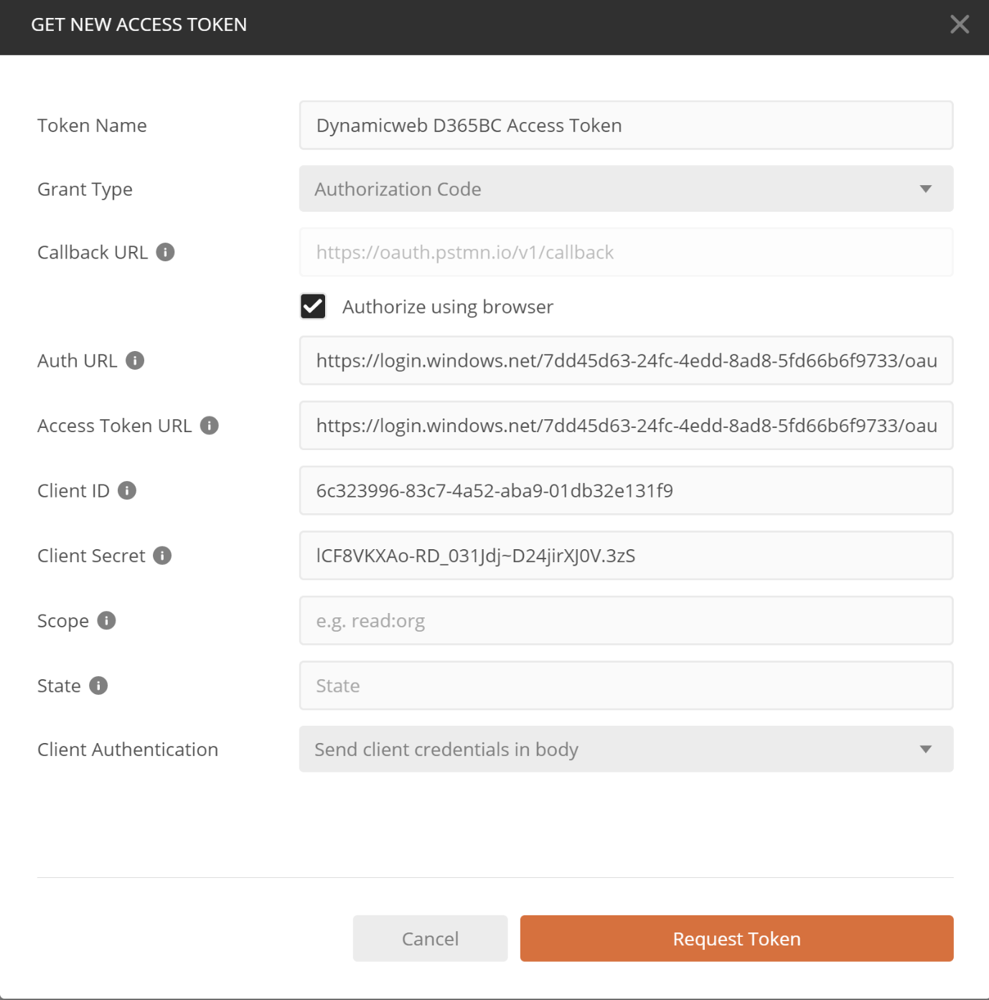 GET NEW ACCESS TOKEN
Token Name
Dynamicweb D365BC Access Token
Grant Type
Authorization Code
Callback URL
https://oauth.pstmn.io/v1/callback
Authorize using browser
Auth URL
https://login.windows.net/7dd45d63-24fc-4edd-8ad8-5fd66b6f9733/oau
Access Token URL
https://login.windows.net/7dd45d63-24fc-4edd-8ad8-5fd66b6f9733/oau
Client ID
6c323996-83c7-4a52-aba9-01db32e131f9
Client Secret
lCF8VKXAo-RD_031Jdj~D24jirXJ0V.3zS
Scope
e.g. read:org
State
State
Client Authentication
Send client credentials in body
Cancel
Request Token